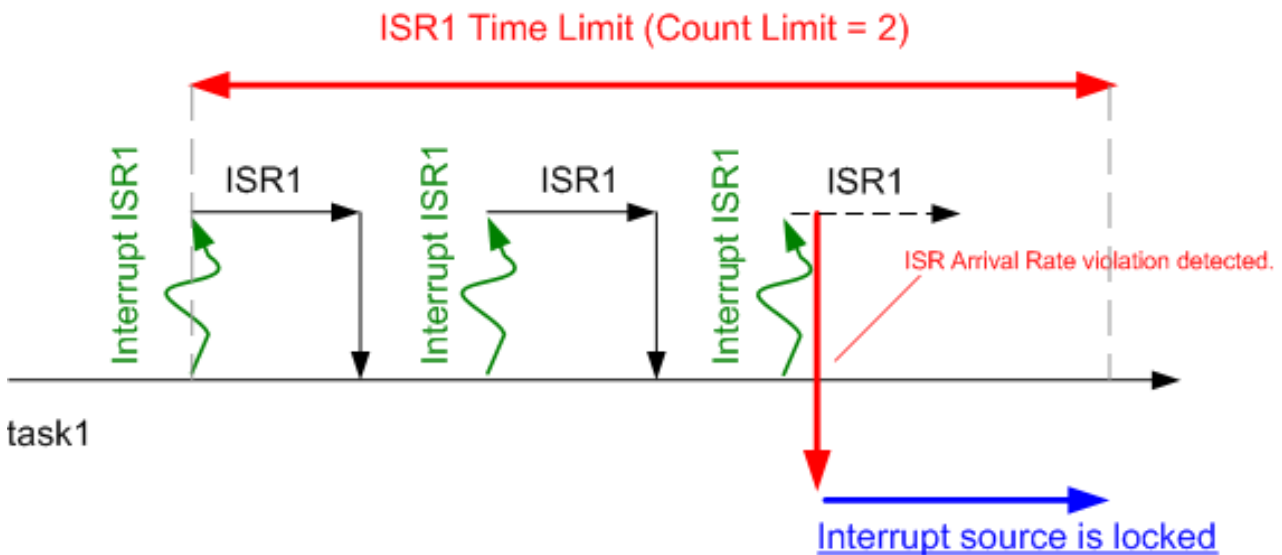 ISR1 Time Limit (Count Limit = 2)
Interrupt ISR1
ISR1
Interrupt ISR1
ISR1
Interrupt ISR1
ISR1
ISR Arrival Rate violation detected.
task1
Interrupt source is locked